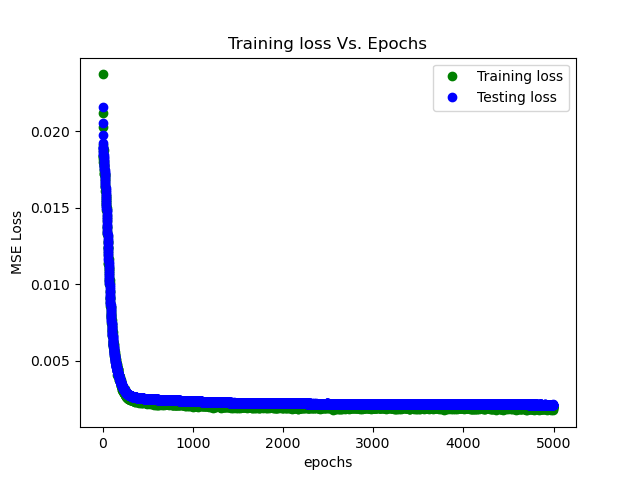 Training loss Vs. Epochs
Training loss
Testing loss
0.020
0.015
0.010
0.005
MSE Loss
0 1000 2000 3000 4000 5000
epochs